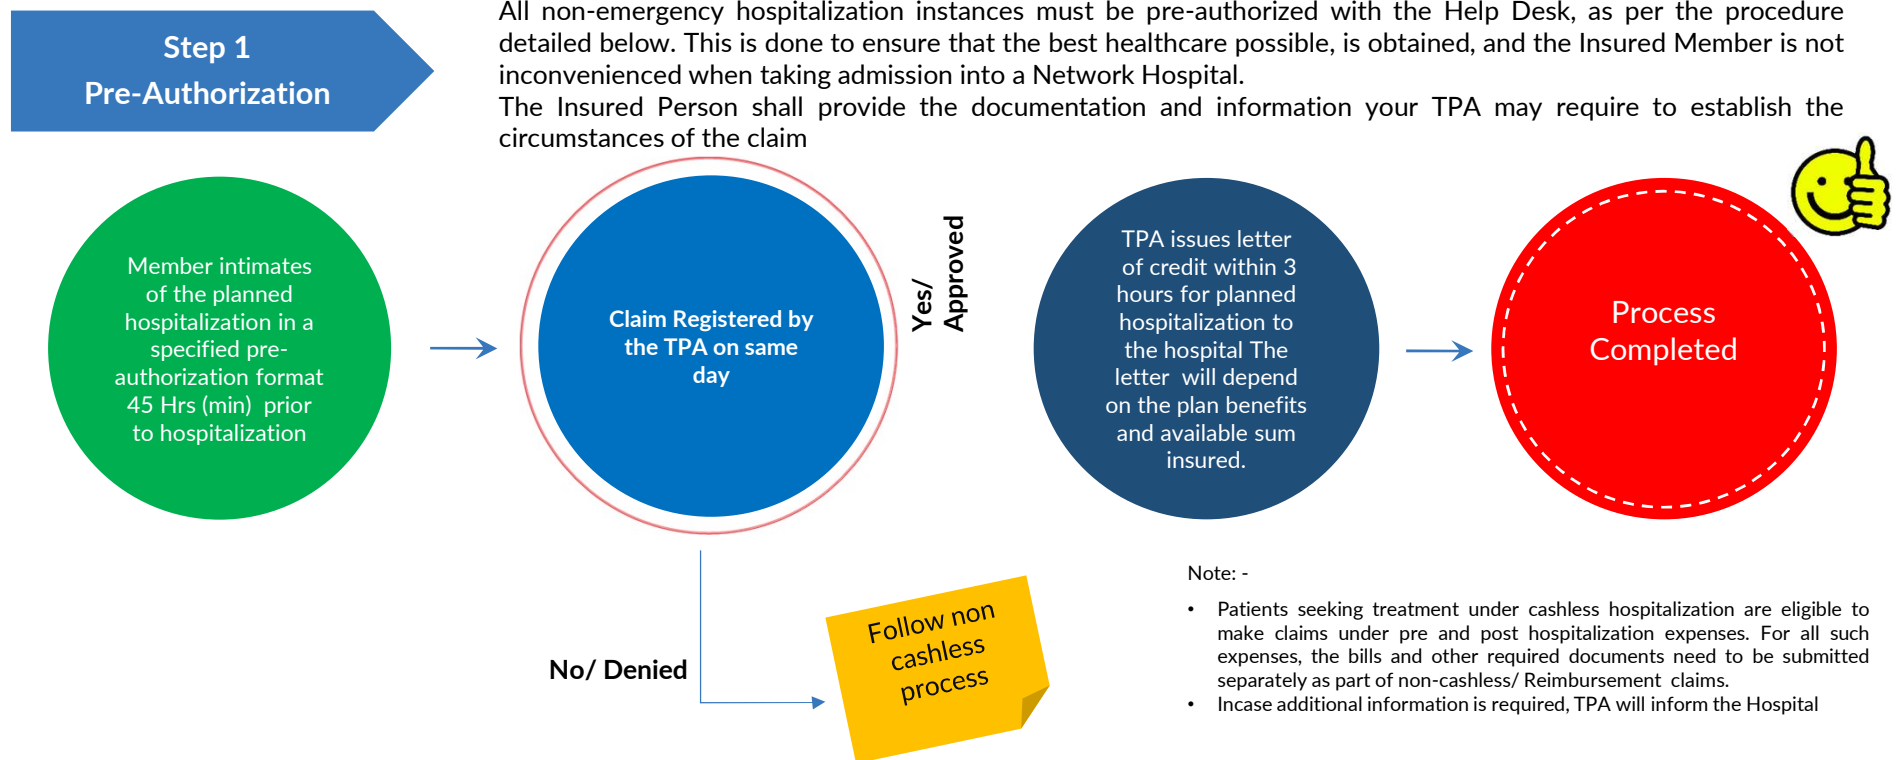 Step 1
Pre-Authorization
All non-emergency hospitalization instances must be pre-authorized with the Help Desk, as per the procedure
detailed below. This is done to ensure that the best healthcare possible, is obtained, and the Insured Member is not
inconvenienced when taking admission into a Network Hospital.
The Insured Person shall provide the documentation and information your TPA may require to establish the
circumstances of the claim
Member intimates
of the planned
hospitalization in a
specified pre-
authorization format
45 Hrs (min) prior
to hospitalization
Claim Registered by
the TPA on same
day
Yes/
Approved
TPA issues letter
of credit within 3
hours for planned
hospitalization to
the hospital The
letter will depend
on the plan benefits
and available sum
insured.
Process
Completed
No/ Denied
Follow non
cashless
process
Note: -
• Patients seeking treatment under cashless hospitalization are eligible to
make claims under pre and post hospitalization expenses. For all such
expenses, the bills and other required documents need to be submitted
separately as part of non-cashless/ Reimbursement claims.
• Incase additional information is required, TPA will inform the Hospital